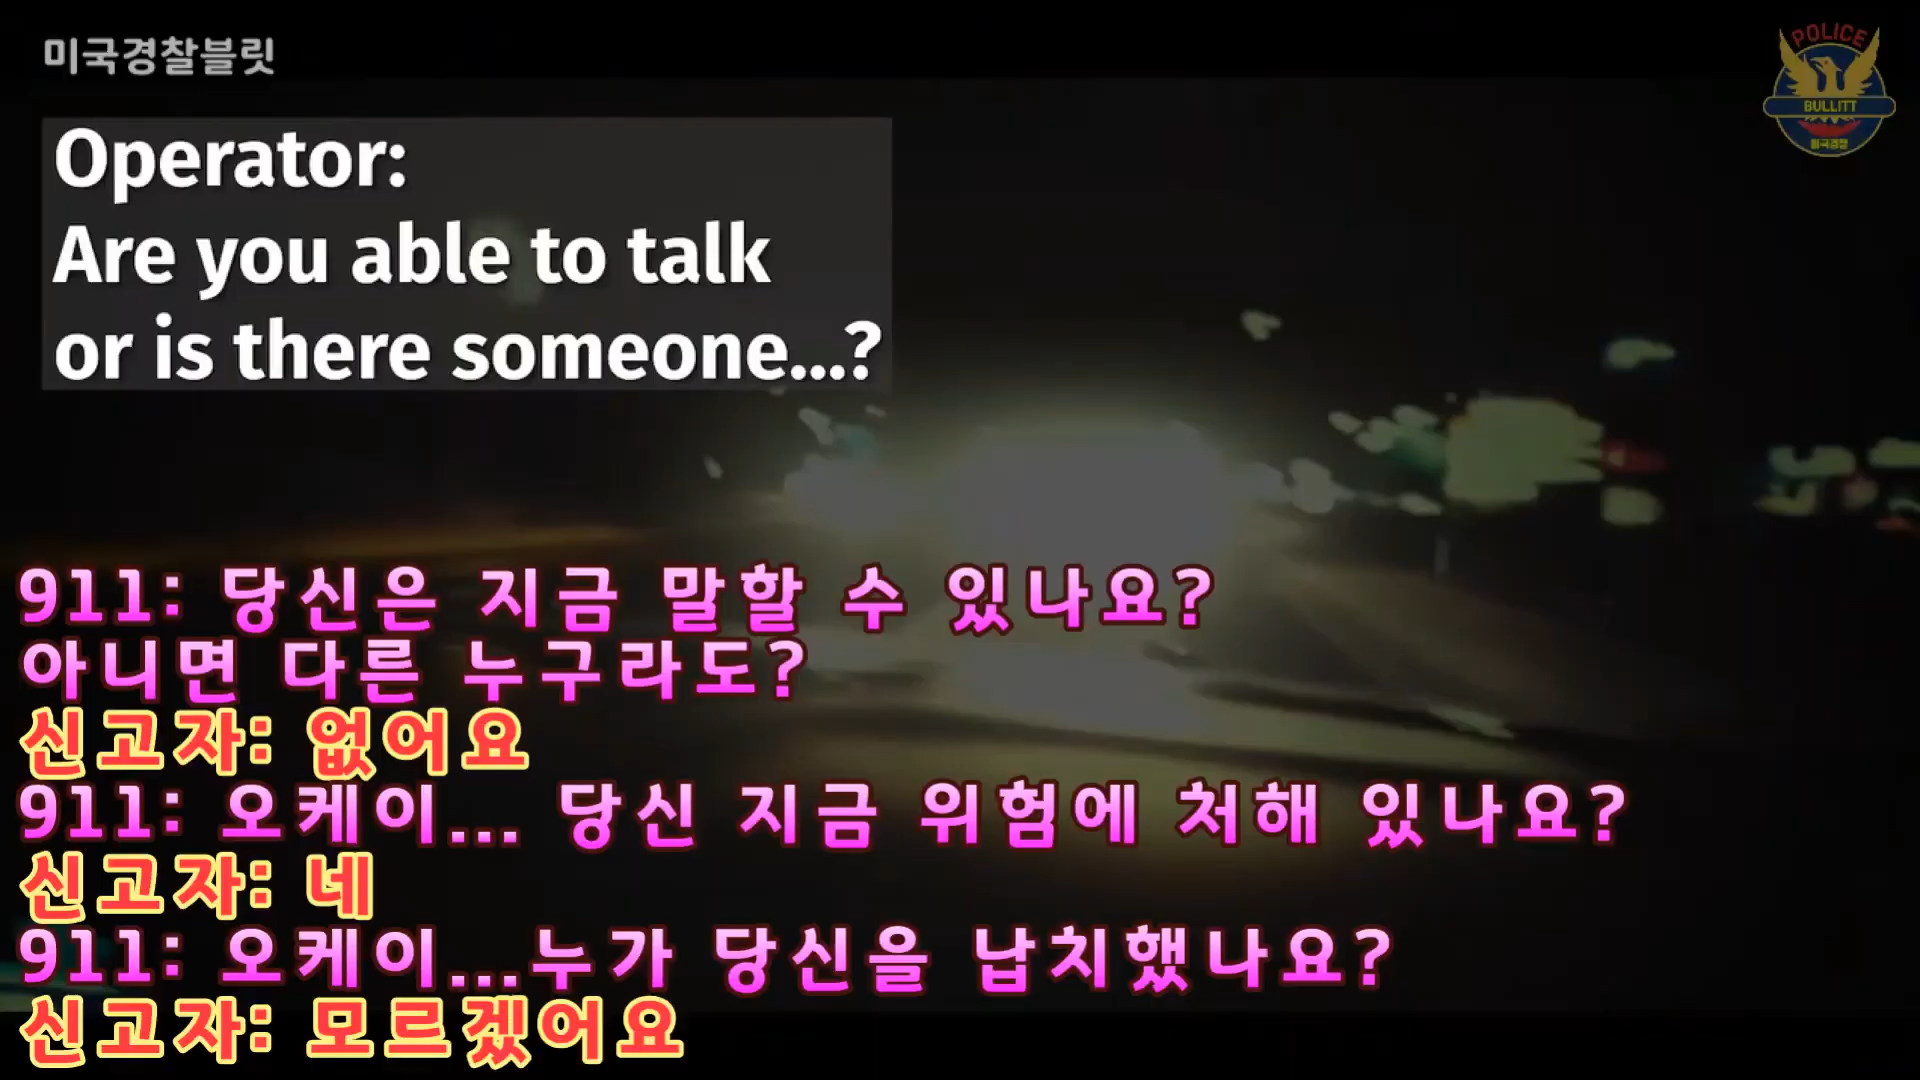 미국경찰블릿
POLICE
BULLITT
미국경찰
Operator:
Are you able to talk
or is there someone...?
911: 당신은 지금 말할 수 있나요?
아니면 다른 누구라도?
신고자: 없어요
911: 오케이... 당신 지금 위험에 처해 있나요?
신고자: 네
911: 오케이...누가 당신을 납치했나요?
신고자: 모르겠어요